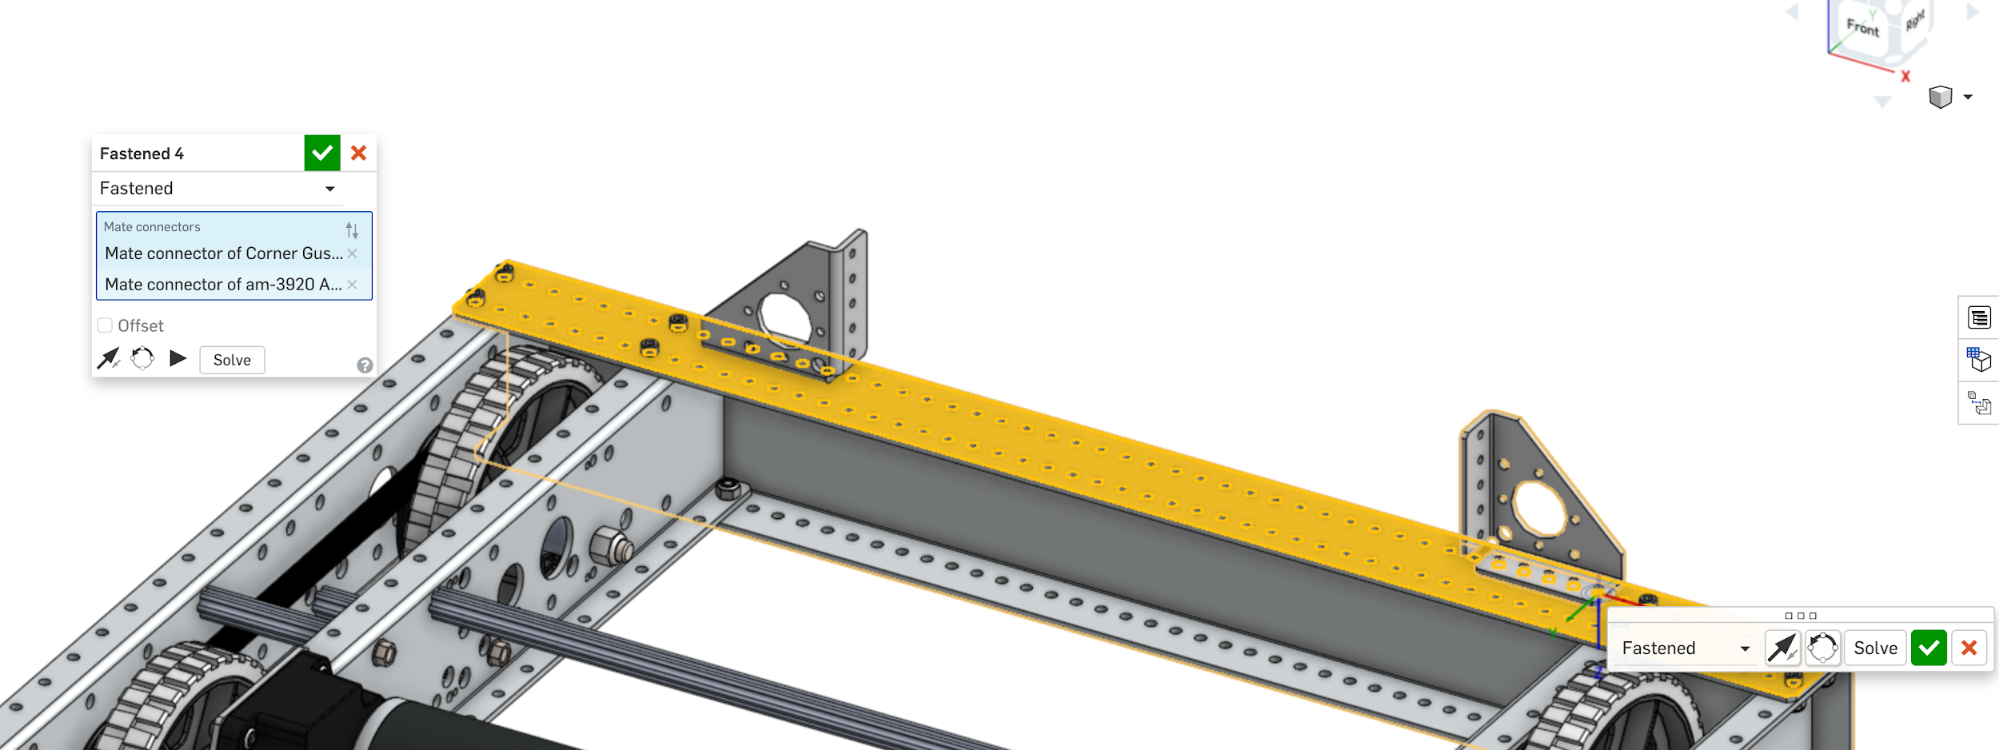 Y
Front
Right
X
Fastened 4
Fastened
Mate connectors
Mate connector of Corner Gus...
Mate connector of am-3920 A...
Offset
Solve
Fastened
Solve